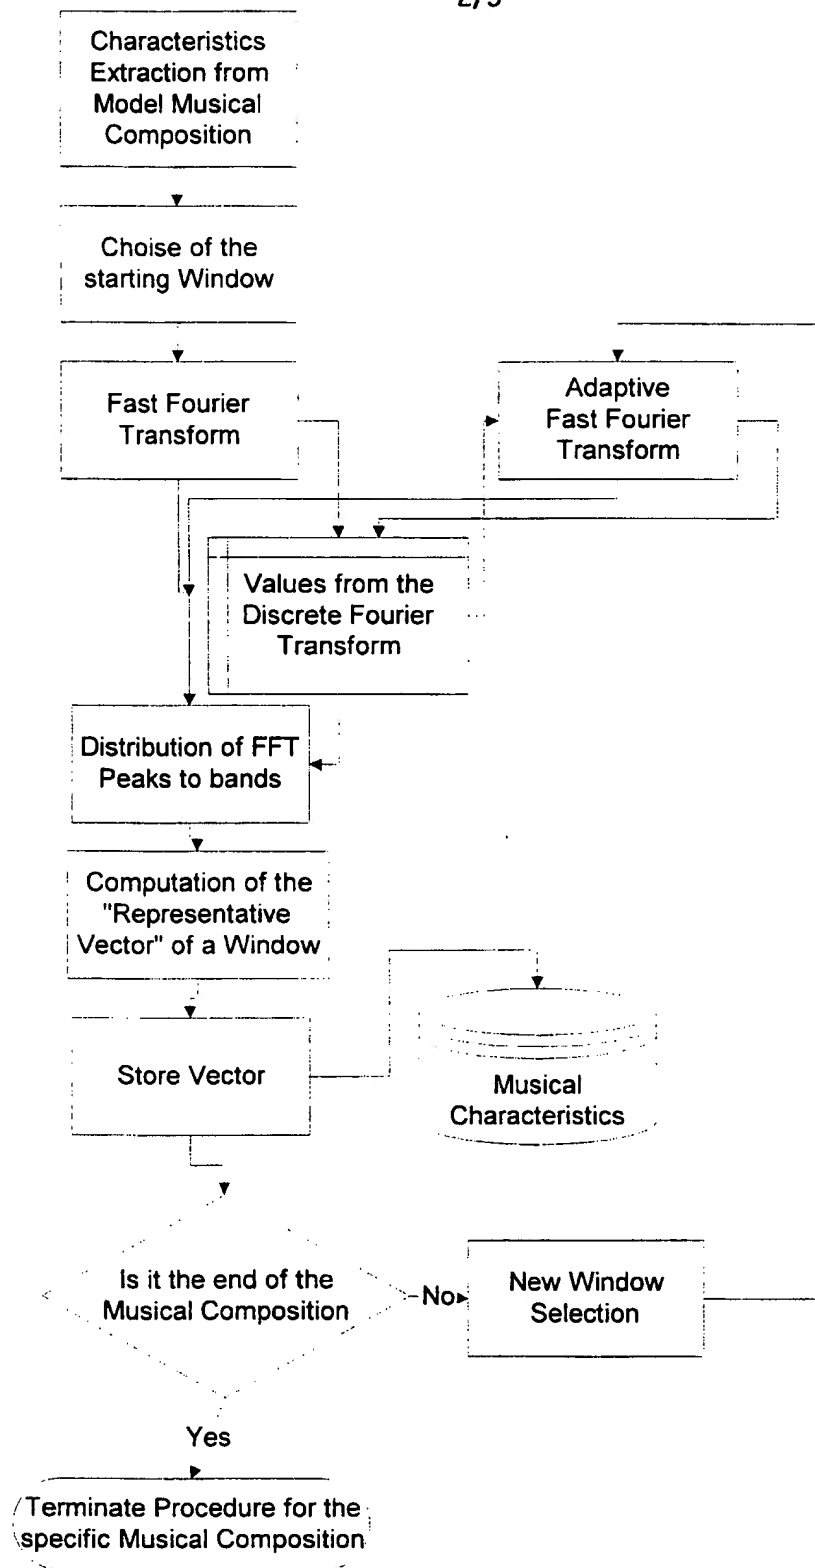 2/5
Characteristics
Extraction from
Model Musical
Composition
Choise of the
starting Window
Fast Fourier
Transform
Adaptive
Fast Fourier
Transform
Values from the
Discrete Fourier
Transform
Distribution of FFT
Peaks to bands
Computation of the
"Representative
Vector" of a Window
Store Vector
Musical
Characteristics
Is it the end of the
Musical Composition
No
New Window
Selection
Yes
Terminate Procedure for the
specific Musical Composition